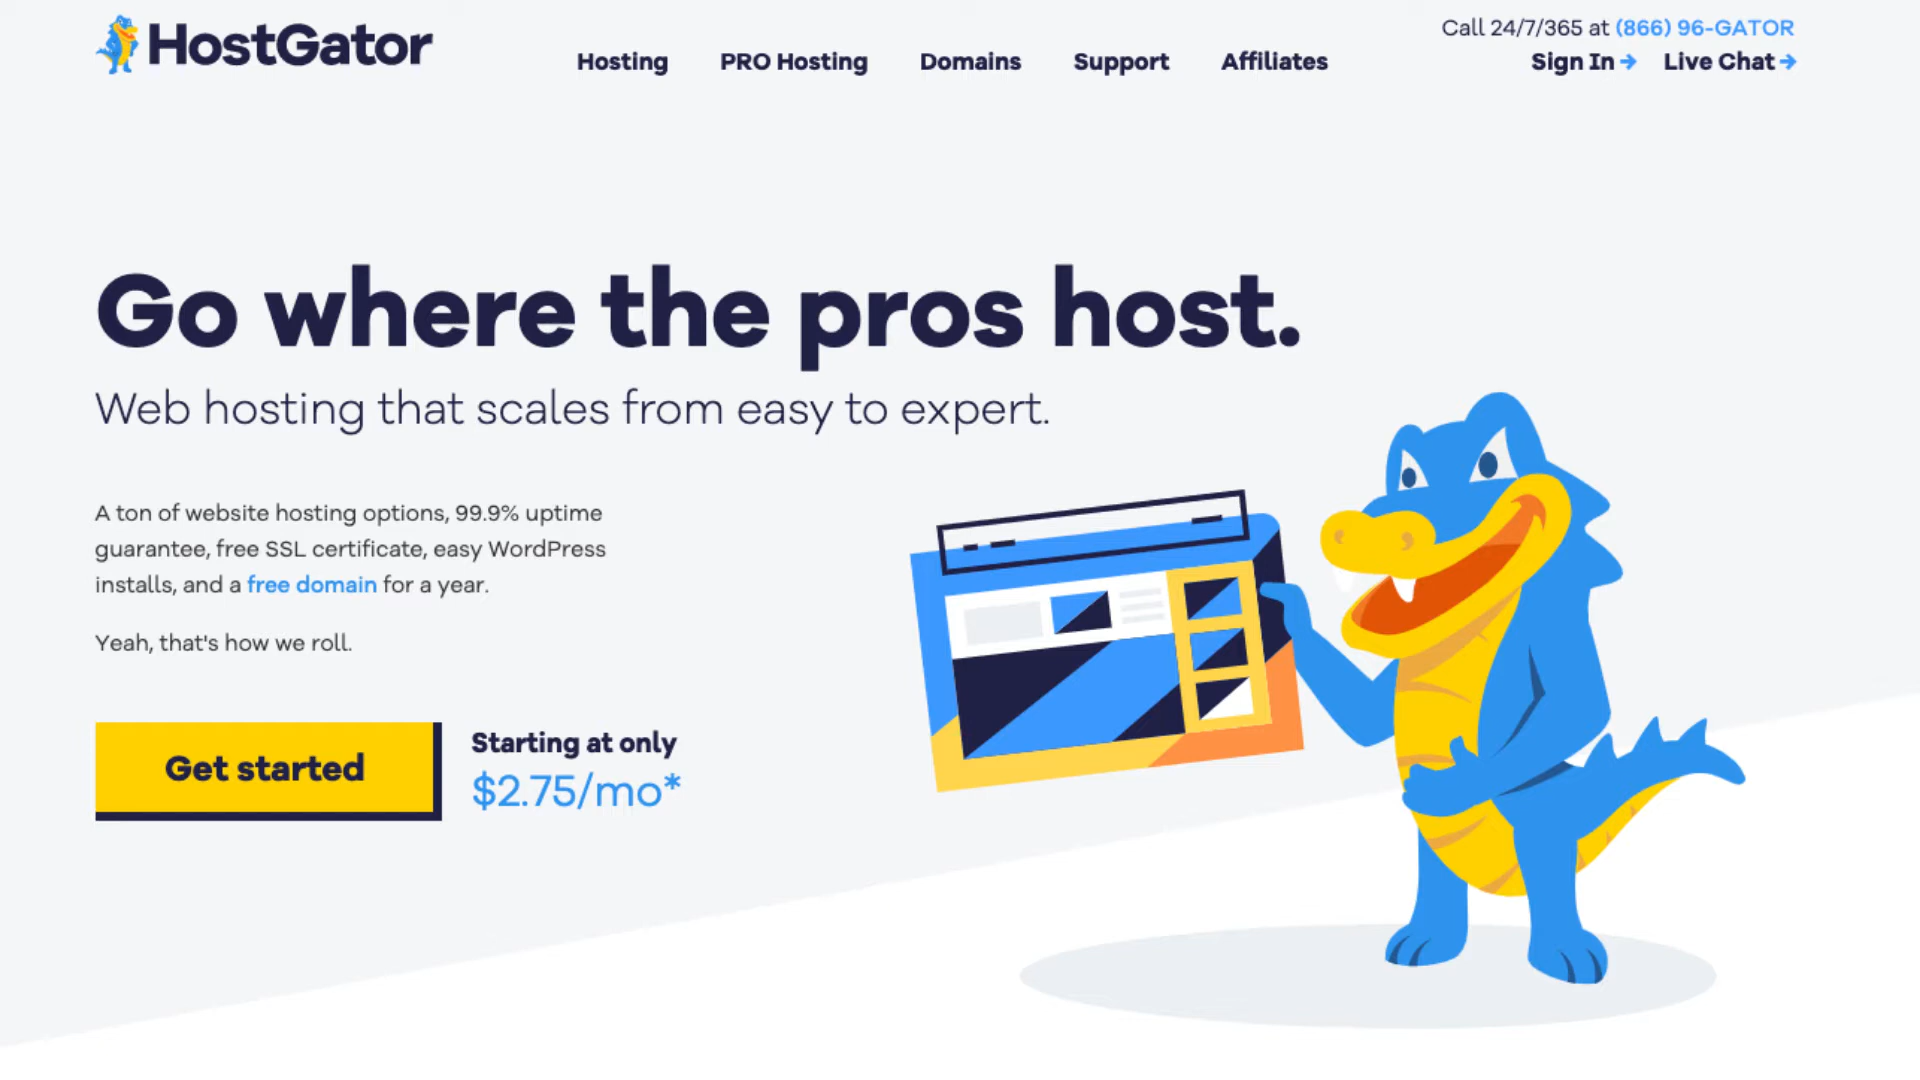 HostGator
Hosting
PRO Hosting
Domains
Support
Affiliates
Call 24/7/365 at (866) 96-GATOR
Sign In →
Live Chat →
Go where the pros host.
Web hosting that scales from easy to expert.
A ton of website hosting options, 99.9% uptime
guarantee, free SSL certificate, easy WordPress
installs, and a free domain for a year.
Yeah, that's how we roll.
Get started
Starting at only
$2.75/mo*